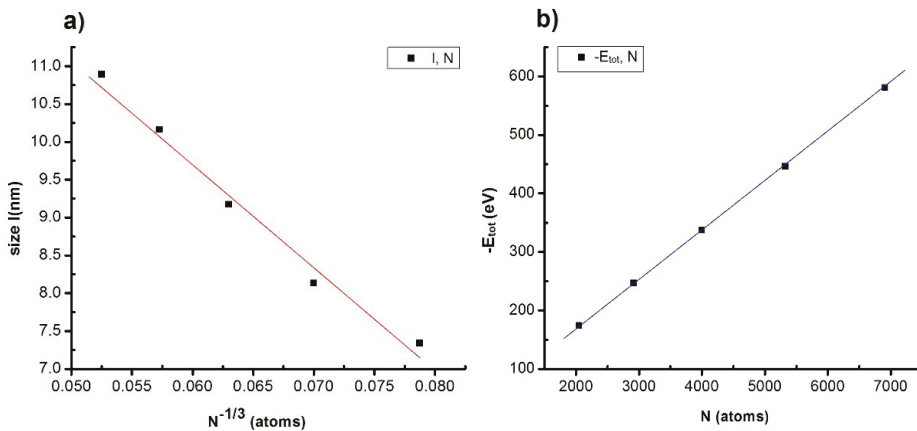 a)
I, N
11.0
10.5
10.0
9.5
9.0
8.5
8.0
7.5
7.0
size l(nm)
0.050 0.055 0.060 0.065 0.070 0.075 0.080
N-1/3 (atoms)
b)
-Etot, N
600
500
400
300
200
100
-Etot (eV)
2000 3000 4000 5000 6000 7000
N (atoms)